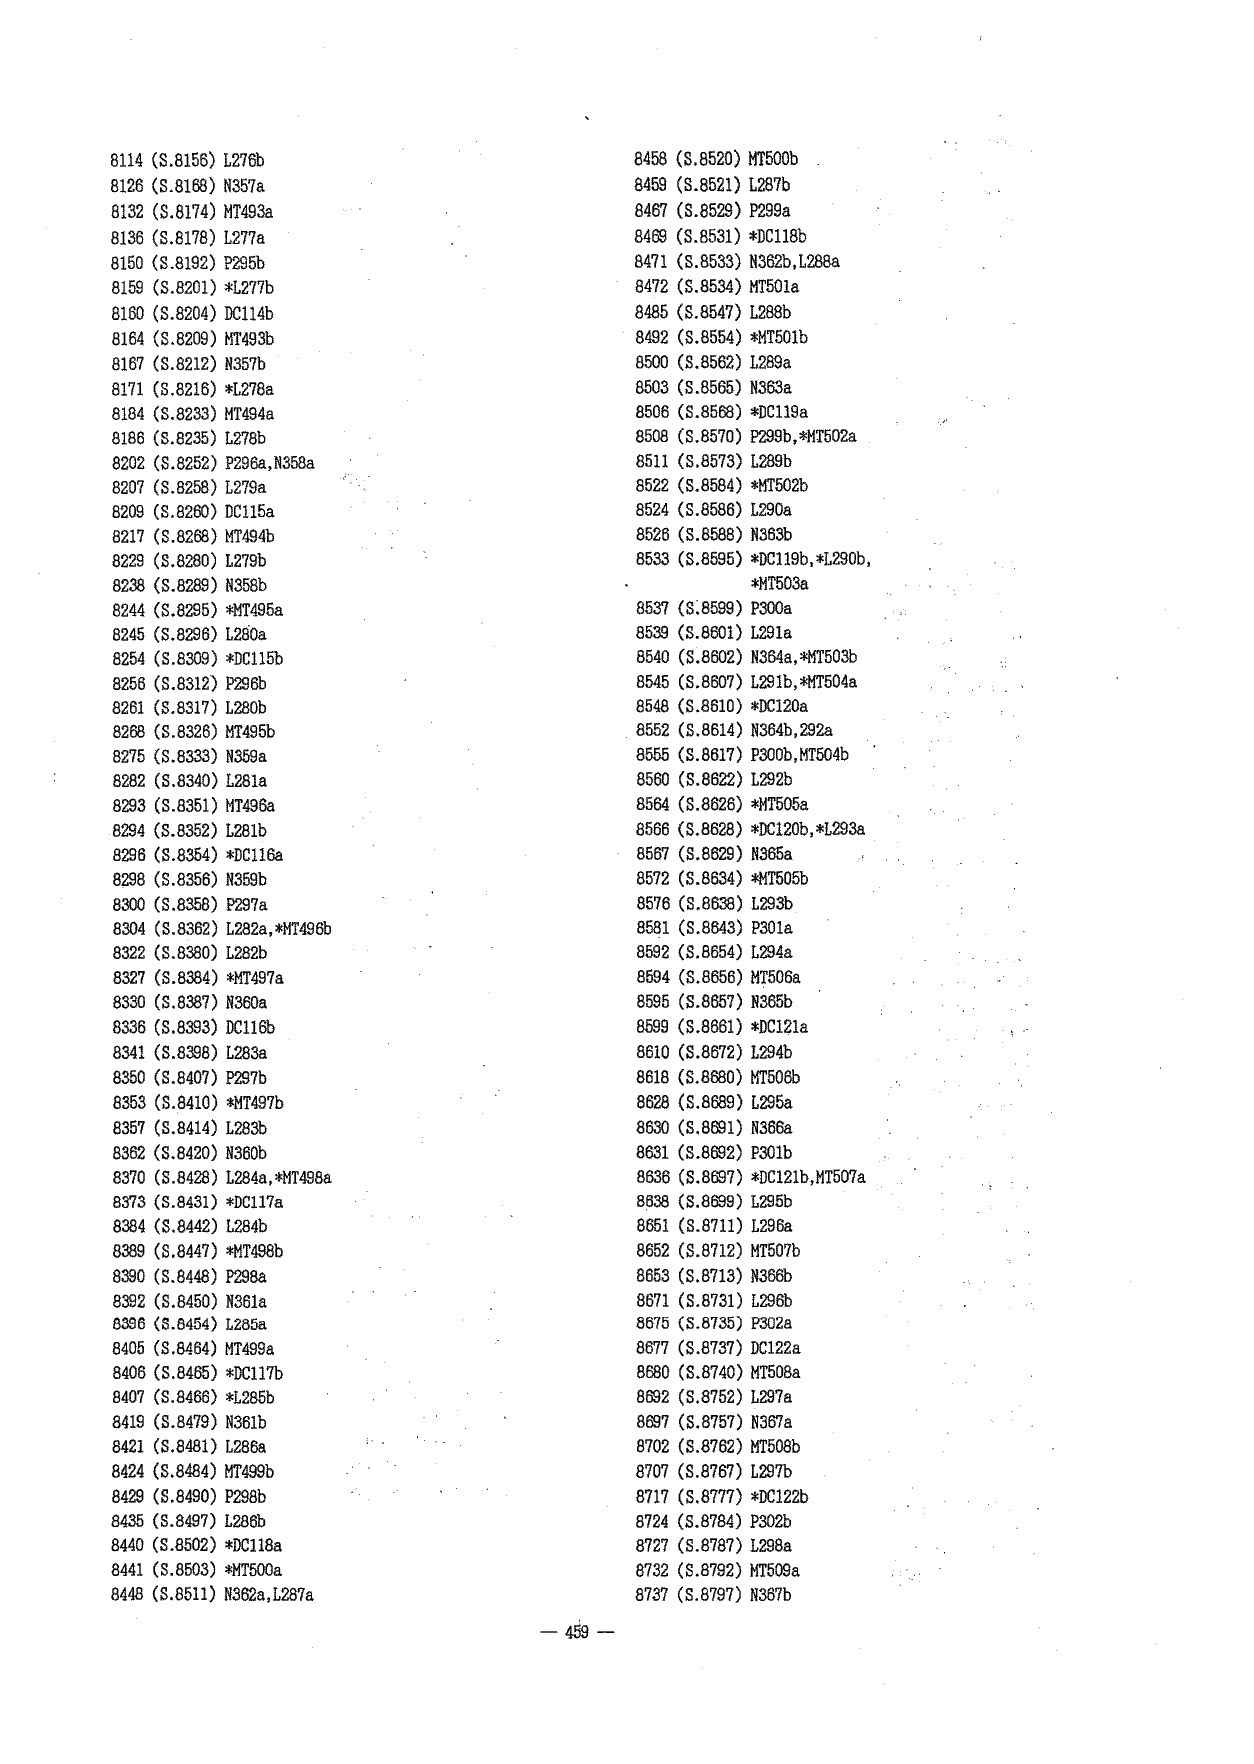 8114 (S.8156) L276b
8126 (S.8168) N357a
8132 (S.8174) MT493a
8136 (S.8178) L277a
8150 (S.8192) P295b
8159 (S.8201) *L277b
8160 (S.8204) DC114b
8164 (S.8209) MT493b
8167 (S.8212) N357b
8171 (S.8216) *L278a
8184 (S.8233) MT494a
8186 (S.8235) L278b
8202 (S.8252) P296a,N358a
8207 (S.8258) L279a
8209 (S.8260) DC115a
8217 (S.8268) MT494b
8229 (S.8280) L279b
8238 (S.8289) N358b
8244 (S.8295) *MT495a
8245 (S.8296) L280a
8254 (S.8309) *DC115b
8256 (S.8312) P296b
8261 (S.8317) L280b
8268 (S.8326) MT495b
8275 (S.8333) N359a
8282 (S.8340) L281a
8293 (S.8351) MT496a
8294 (S.8352) L281b
8296 (S.8354) *DC116a
8298 (S.8356) N359b
8300 (S.8358) P297a
8304 (S.8362) L282a,*MT496b
8322 (S.8380) L282b
8327 (S.8384) *MT497a
8330 (S.8387) N360a
8336 (S.8393) DC116b
8341 (S.8398) L283a
8350 (S.8407) P297b
8353 (S.8410) *MT497b
8357 (S.8414) L283b
8362 (S.8420) N360b
8370 (S.8428) L284a,*MT498a
8373 (S.8431) *DC117a
8384 (S.8442) L284b
8389 (S.8447) *MT498b
8390 (S.8448) P298a
8392 (S.8450) N361a
8396 (S.8454) L285a
8405 (S.8464) MT499a
8406 (S.8465) *DC117b
8407 (S.8466) *L285b
8419 (S.8479) N361b
8421 (S.8481) L286a
8424 (S.8484) MT499b
8429 (S.8490) P298b
8435 (S.8497) L286b
8440 (S.8502) *DC118a
8441 (S.8503) *MT500a
8448 (S.8511) N362a,L287a
8458 (S.8520) MT500b
8459 (S.8521) L287b
8467 (S.8529) P299a
8469 (S.8531) *DC118b
8471 (S.8533) N362b,L288a
8472 (S.8534) MT501a
8485 (S.8547) L288b
8492 (S.8554) *MT501b
8500 (S.8562) L289a
8503 (S.8565) N363a
8506 (S.8568) *DC119a
8508 (S.8570) P299b,*MT502a
8511 (S.8573) L289b
8522 (S.8584) *MT502b
8524 (S.8586) L290a
8526 (S.8588) N363b
8533 (S.8595) *DC119b,*L290b,
*MT503a
8537 (S.8599) P300a
8539 (S.8601) L291a
8540 (S.8602) N364a,*MT503b
8545 (S.8607) L291b,*MT504a
8548 (S.8610) *DC120a
8552 (S.8614) N364b,292a
8555 (S.8617) P300b,MT504b
8560 (S.8622) L292b
8564 (S.8626) *MT505a
8566 (S.8628) *DC120b,*L293a
8567 (S.8629) N365a
8572 (S.8634) *MT505b
8576 (S.8638) L293b
8581 (S.8643) P301a
8592 (S.8654) L294a
8594 (S.8656) MT506a
8595 (S.8657) N365b
8599 (S.8661) *DC121a
8610 (S.8672) L294b
8618 (S.8680) MT506b
8628 (S.8689) L295a
8630 (S.8691) N366a
8631 (S.8692) P301b
8636 (S.8697) *DC121b,MT507a
8638 (S.8699) L295b
8651 (S.8711) L296a
8652 (S.8712) MT507b
8653 (S.8713) N366b
8671 (S.8731) L296b
8675 (S.8735) P302a
8677 (S.8737) DC122a
8680 (S.8740) MT508a
8692 (S.8752) L297a
8697 (S.8757) N367a
8702 (S.8762) MT508b
8707 (S.8767) L297b
8717 (S.8777) *DC122b
8724 (S.8784) P302b
8727 (S.8787) L298a
8732 (S.8792) MT509a
8737 (S.8797) N367b
— 459 —